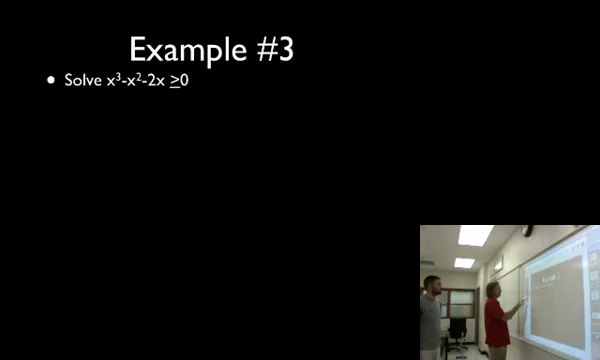 Example #3
• Solve x³-x²-2x ≥0